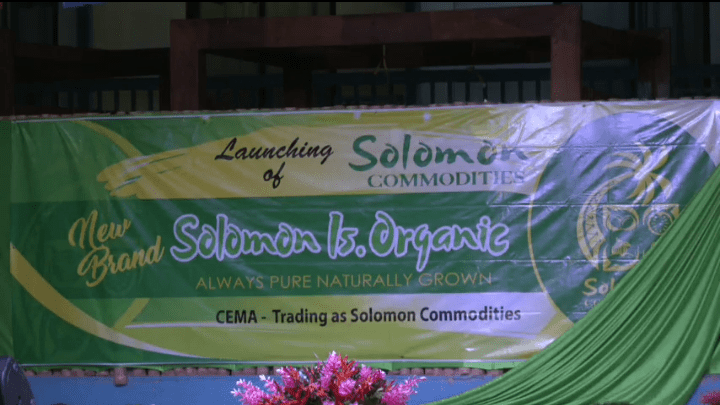 Launching
of
Solomon
COMMODITIES
New
Brand
Solomon Is. Organic
ALWAYS PURE NATURALLY GROWN
CEMA - Trading as Solomon Commodities